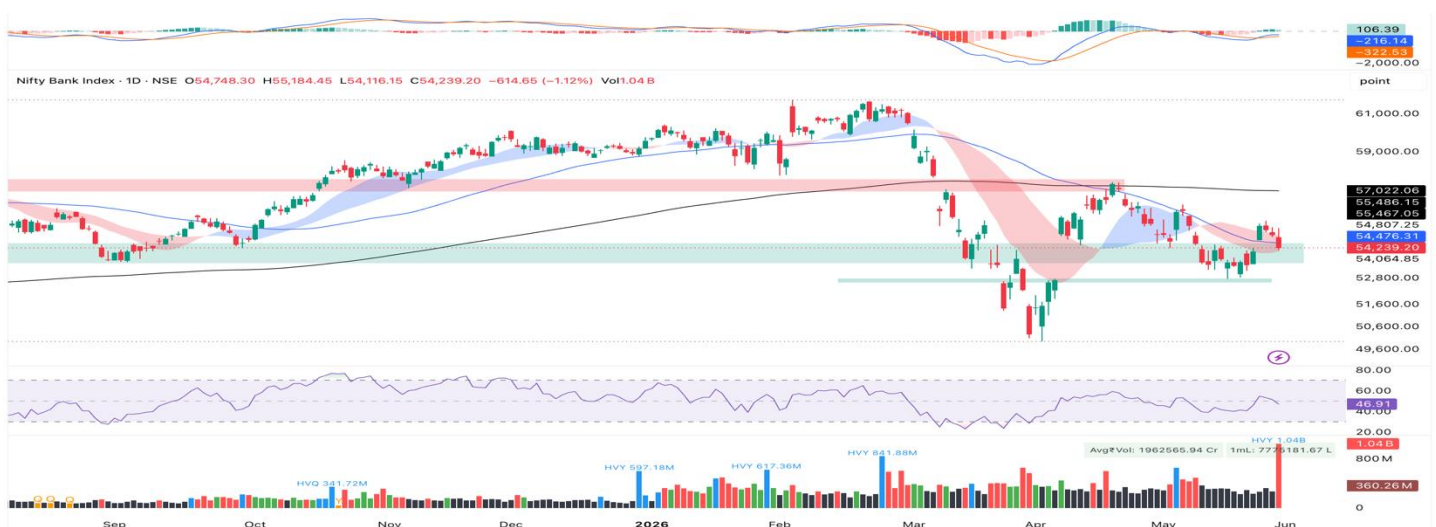 106.39
−216.14
−322.53
−2,000.00
Nifty Bank Index · 1D · NSE O54,748.30 H55,184.45 L54,116.15 C54,239.20 −614.65 (−1.12%) Vol1.04 B
point
61,000.00
59,000.00
57,022.06
55,486.15
55,467.05
54,807.25
54,476.31
54,239.20
54,064.85
52,800.00
51,600.00
50,600.00
49,600.00
80.00
60.00
46.91
40.00
20.00
HVY 1.04B
1.04 B
Avg₹Vol: 1962565.94 Cr 1mL: 7775181.67 L
HVY 841.88M
800 M
HVY 597.18M
HVY 617.36M
HVQ 341.72M
360.26 M
0
Sep Oct Nov Dec 2026 Feb Mar Apr May Jun